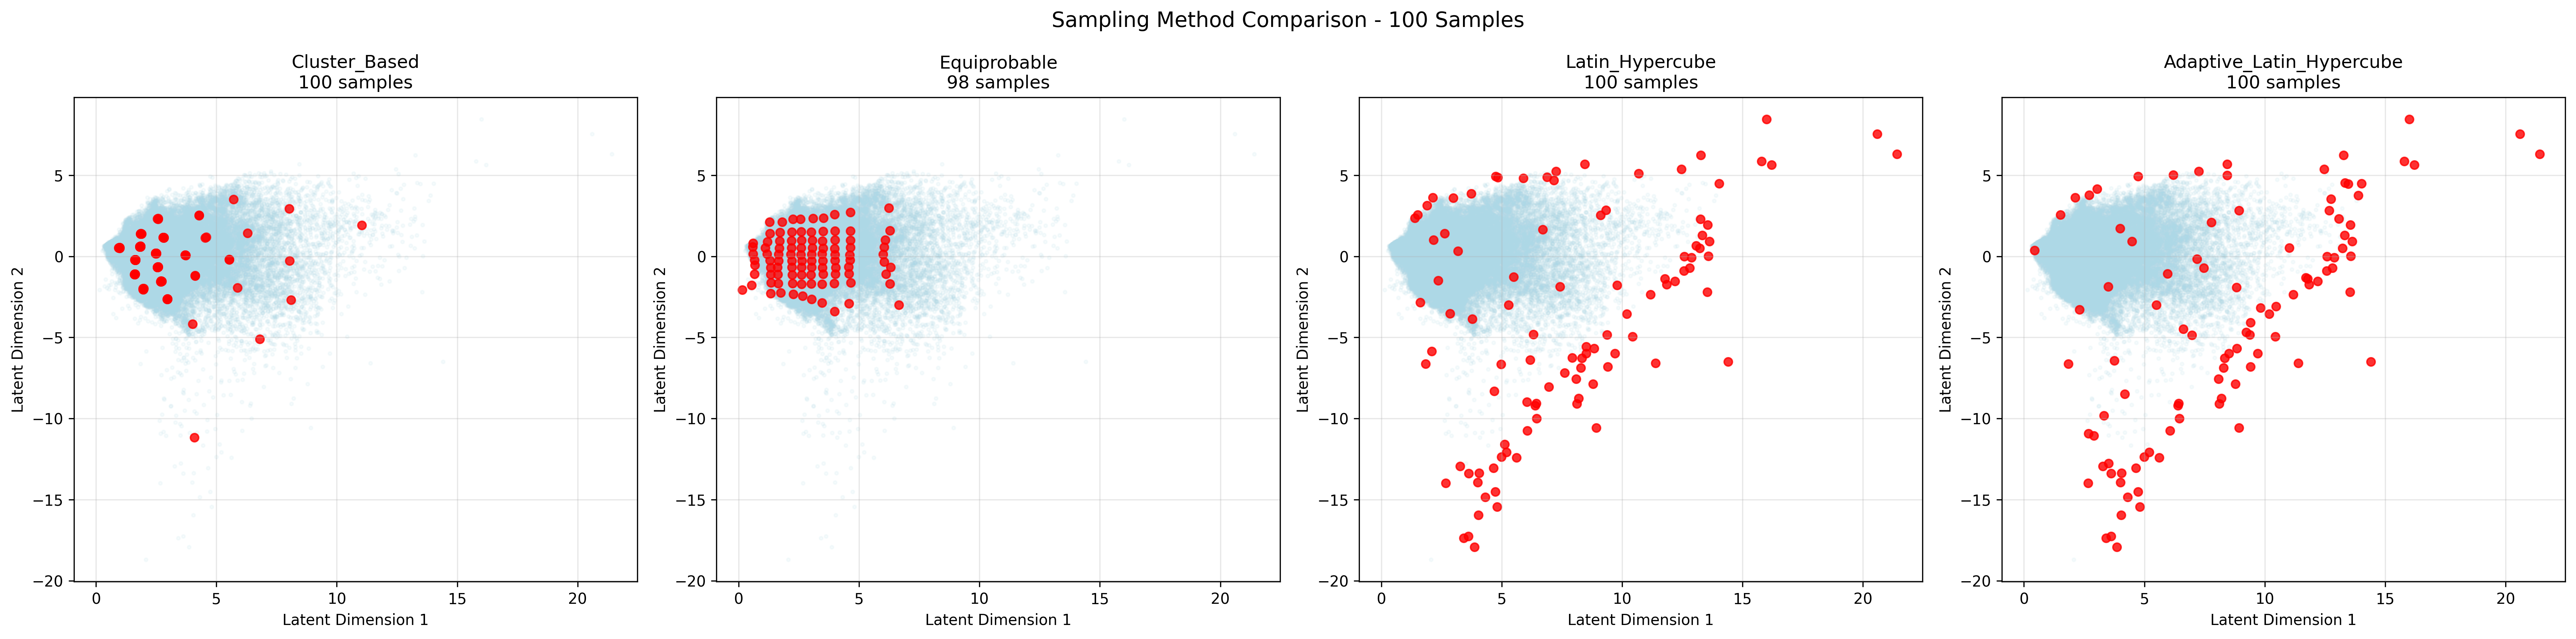 Sampling Method Comparison - 100 Samples
Cluster_Based
100 samples
5
0
−5
−10
−15
−20
Latent Dimension 2
0
5
10
15
20
Latent Dimension 1
Equiprobable
98 samples
5
0
−5
−10
−15
−20
Latent Dimension 2
0
5
10
15
20
Latent Dimension 1
Latin_Hypercube
100 samples
5
0
−5
−10
−15
−20
Latent Dimension 2
0
5
10
15
20
Latent Dimension 1
Adaptive_Latin_Hypercube
100 samples
5
0
−5
−10
−15
−20
Latent Dimension 2
0
5
10
15
20
Latent Dimension 1